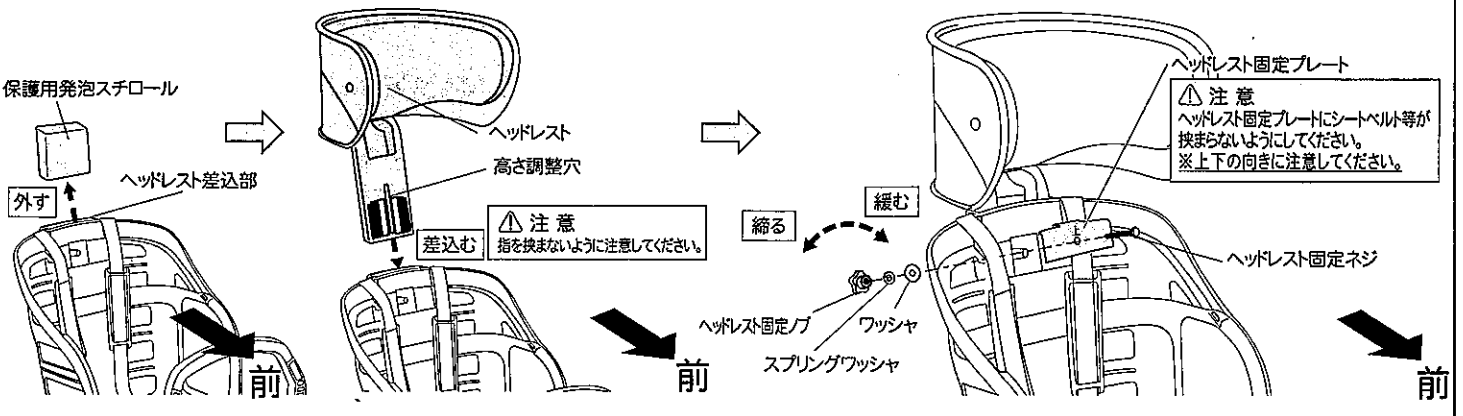 保護用発泡スチロール
外す
ヘッドレスト差込部
前
ヘッドレスト
高さ調整穴
差込む
⚠ 注 意
指を挟まないように注意してください。
前
ヘッドレスト固定プレート
⚠ 注 意
ヘッドレスト固定プレートにシートベルト等が
挟まらないようにしてください。
※上下の向きに注意してください。
締る
緩む
上
ヘッドレスト固定ネジ
ヘッドレスト固定ノブ
ワッシャ
スプリングワッシャ
前